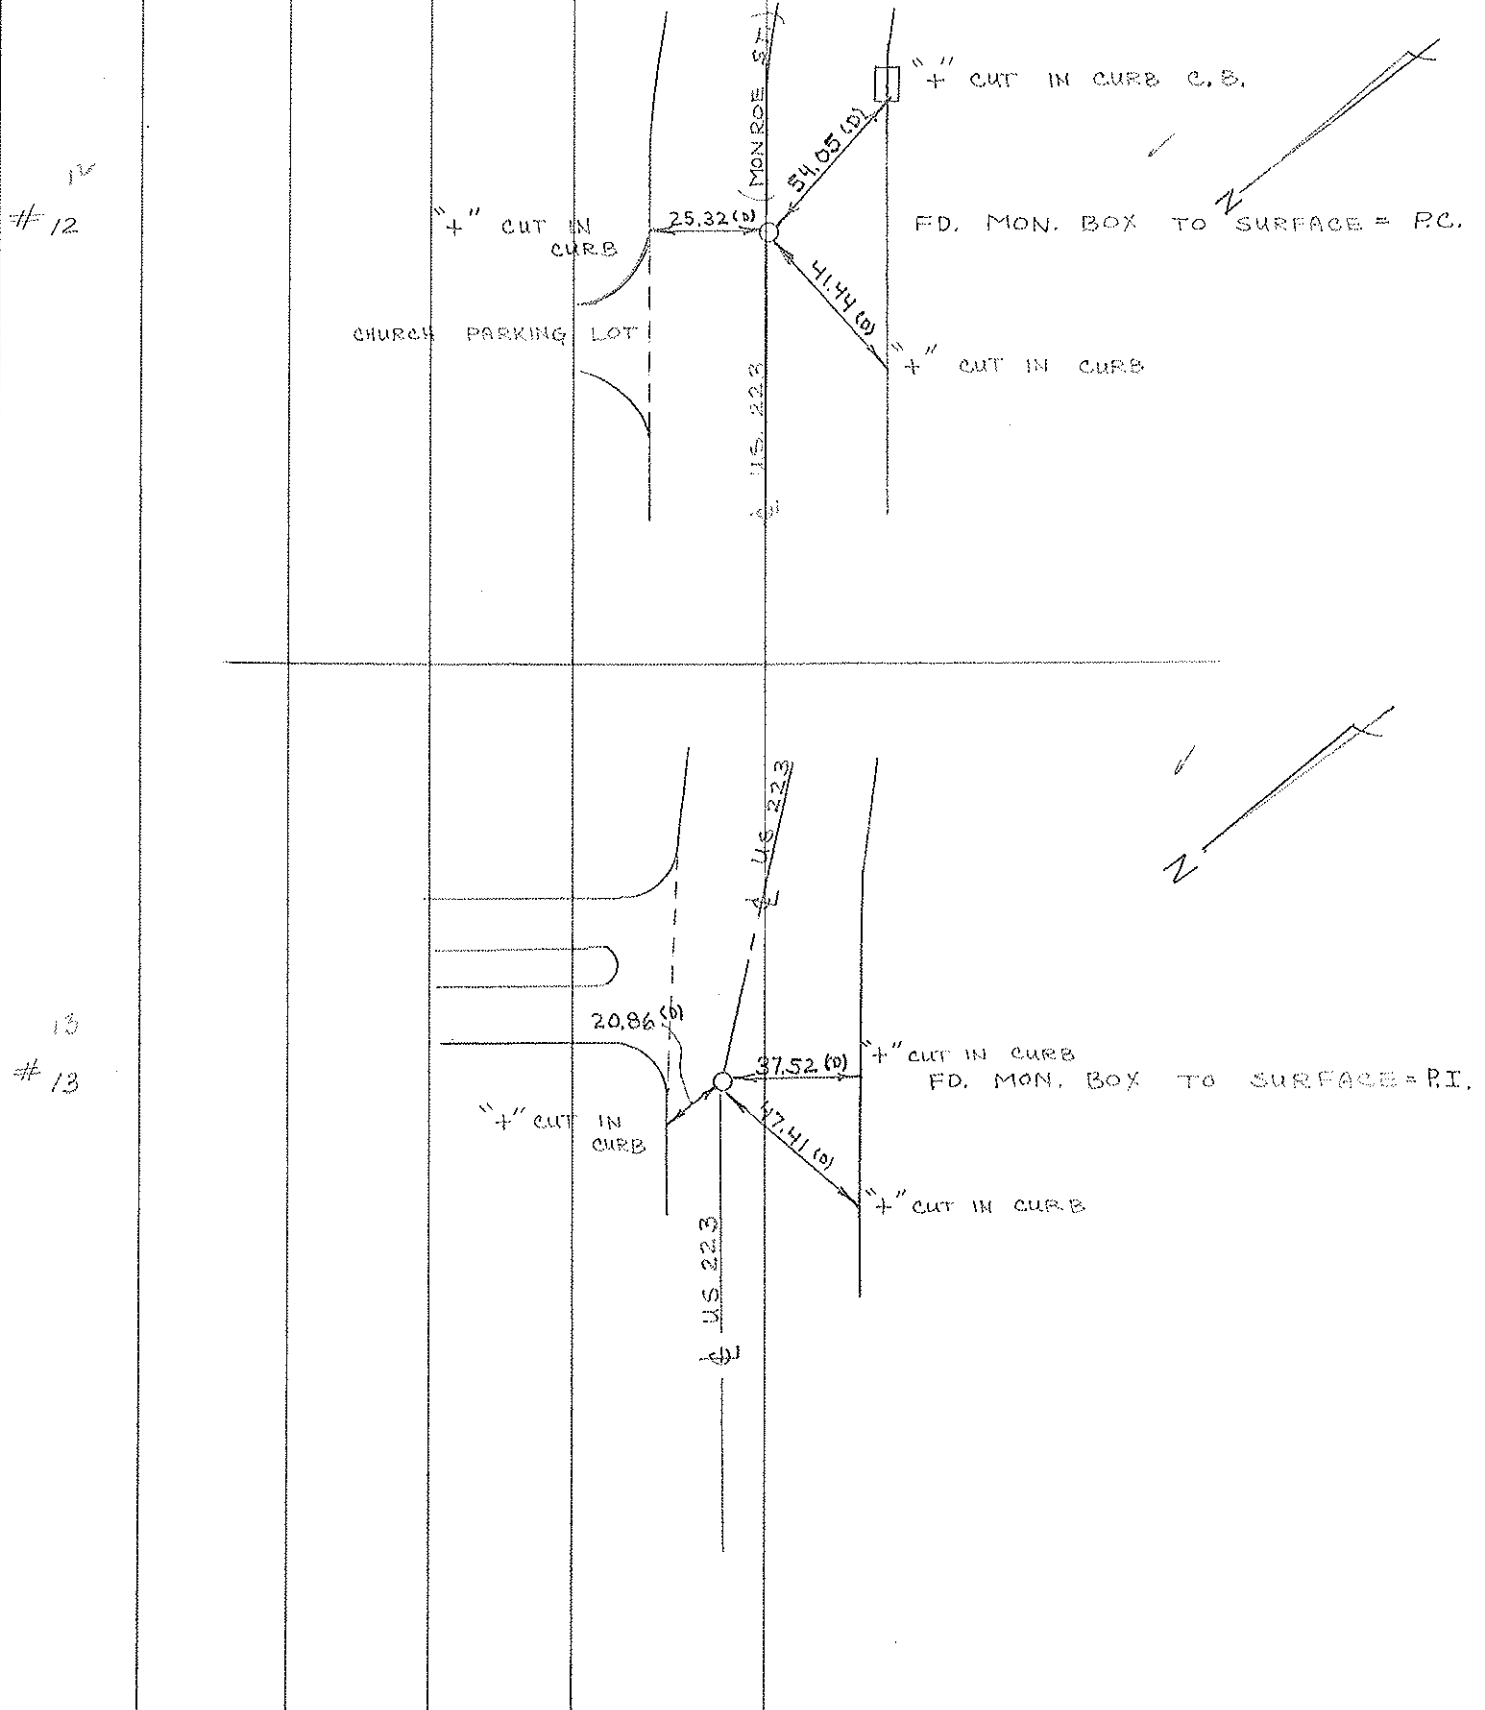 (MONROE ST)
"+" CUT IN CURB C.B.
12
# 12
54.05 (D)
N
"+" CUT IN
CURB
25.32 (D)
FD. MON. BOX TO SURFACE = P.C.
41.44 (D)
CHURCH PARKING LOT
"+" CUT IN CURB
℄ US. 223
℄ US 223
N
13
# 13
20.86 (D)
37.52 (D)
"+" CUT IN CURB
FD. MON. BOX TO SURFACE = P.I.
"+" CUT IN
CURB
47.41 (D)
"+" CUT IN CURB
℄ US 223